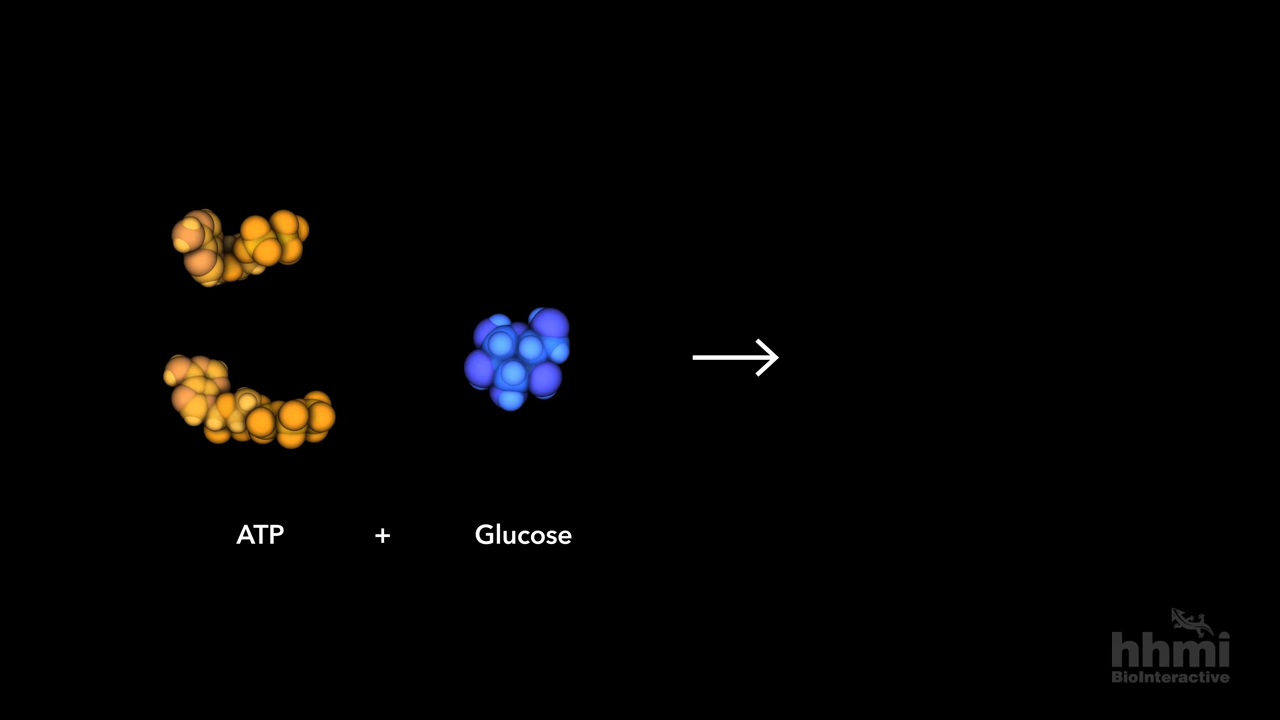 ATP + Glucose
hhmi
BioInteractive